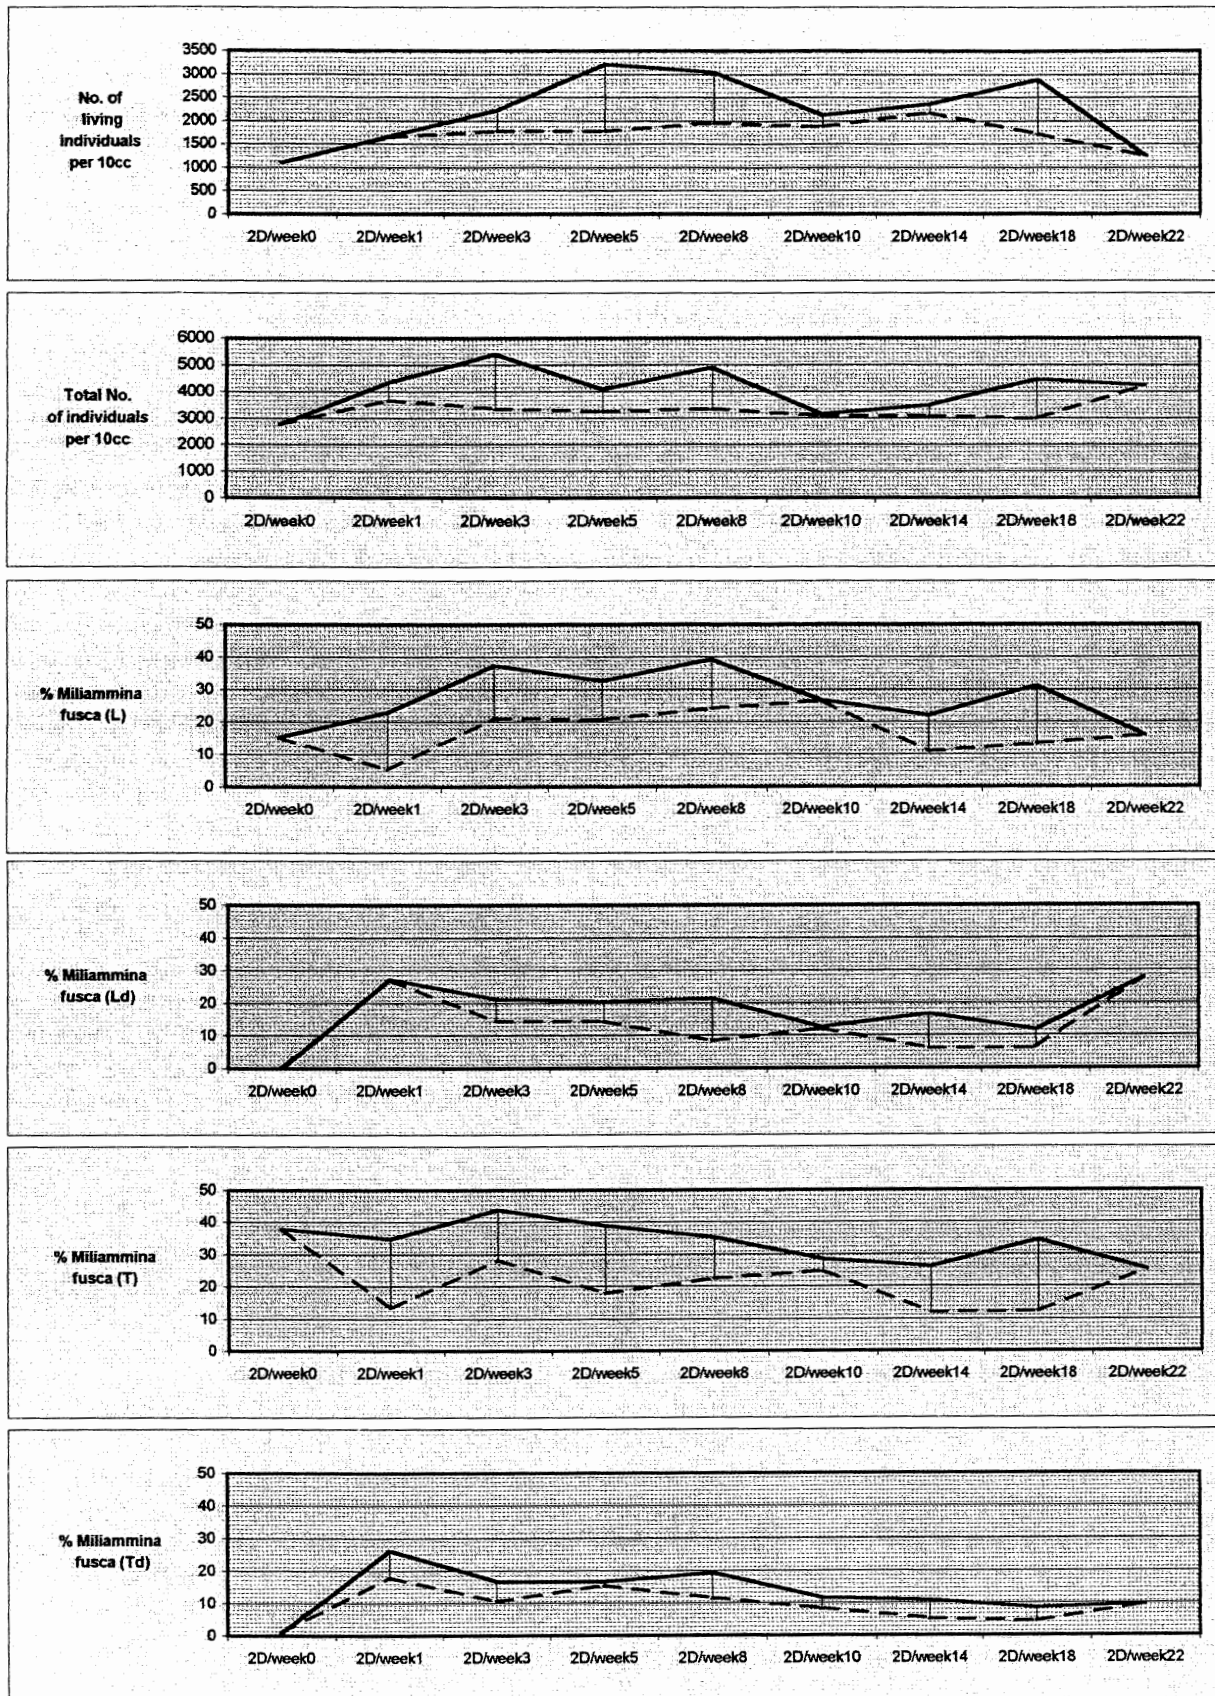 No. of
living
individuals
per 10cc
3500
3000
2500
2000
1500
1000
500
0
2D/week0 2D/week1 2D/week3 2D/week5 2D/week8 2D/week10 2D/week14 2D/week18 2D/week22
Total No.
of individuals
per 10cc
6000
5000
4000
3000
2000
1000
0
2D/week0 2D/week1 2D/week3 2D/week5 2D/week8 2D/week10 2D/week14 2D/week18 2D/week22
% Miliammina
fusca (L)
50
40
30
20
10
0
2D/week0 2D/week1 2D/week3 2D/week5 2D/week8 2D/week10 2D/week14 2D/week18 2D/week22
% Miliammina
fusca (Ld)
50
40
30
20
10
0
2D/week0 2D/week1 2D/week3 2D/week5 2D/week8 2D/week10 2D/week14 2D/week18 2D/week22
% Miliammina
fusca (T)
50
40
30
20
10
0
2D/week0 2D/week1 2D/week3 2D/week5 2D/week8 2D/week10 2D/week14 2D/week18 2D/week22
% Miliammina
fusca (Td)
50
40
30
20
10
0
2D/week0 2D/week1 2D/week3 2D/week5 2D/week8 2D/week10 2D/week14 2D/week18 2D/week22